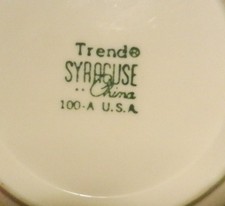 Trend®
SYRACUSE
China
100-A U.S.A.